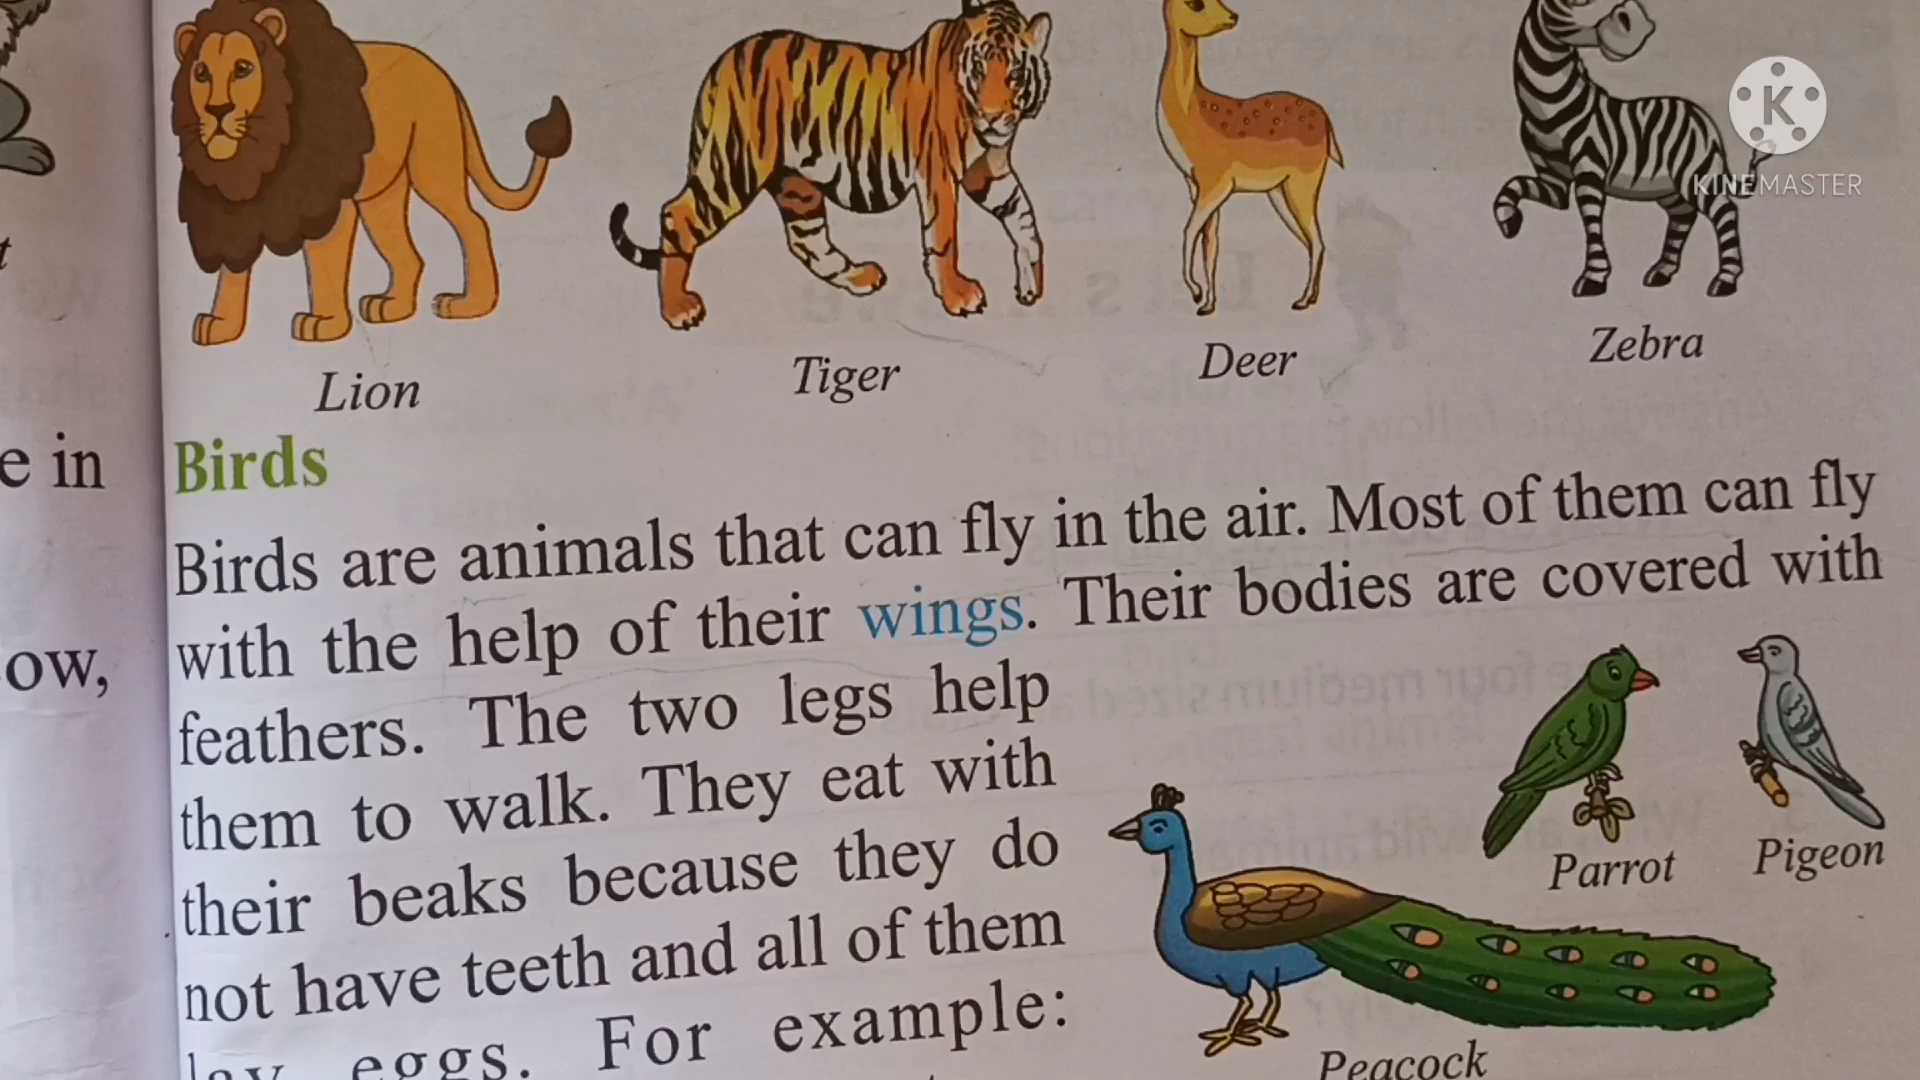 KINEMASTER
Lion
Tiger
Deer
Zebra
e in
Birds
Birds are animals that can fly in the air. Most of them can fly
with the help of their wings. Their bodies are covered with
ow,
feathers. The two legs help
them to walk. They eat with
their beaks because they do
not have teeth and all of them
lay eggs. For example:
Parrot
Pigeon
Peacock